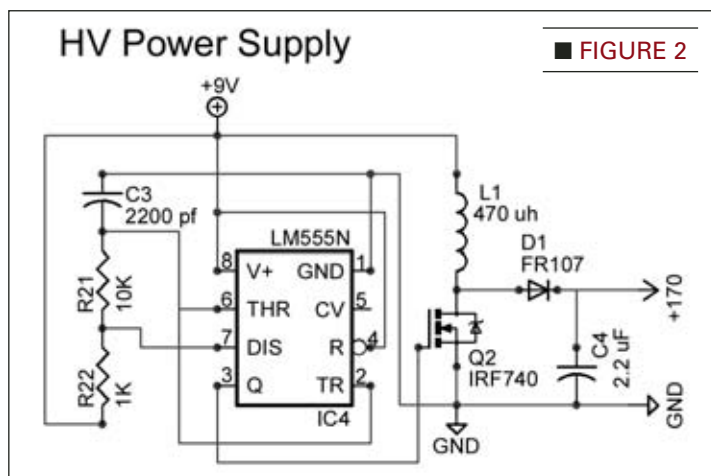 HV Power Supply
■ FIGURE 2
+9V
C3
2200 pf
L1
470 uh
LM555N
D1
FR107
8 V+ GND 1
R21
10K
6 THR CV 5
+170
7 DIS R 4
R22
1K
3 Q TR 2
Q2
IRF740
C4
2.2 uF
IC4
GND
GND